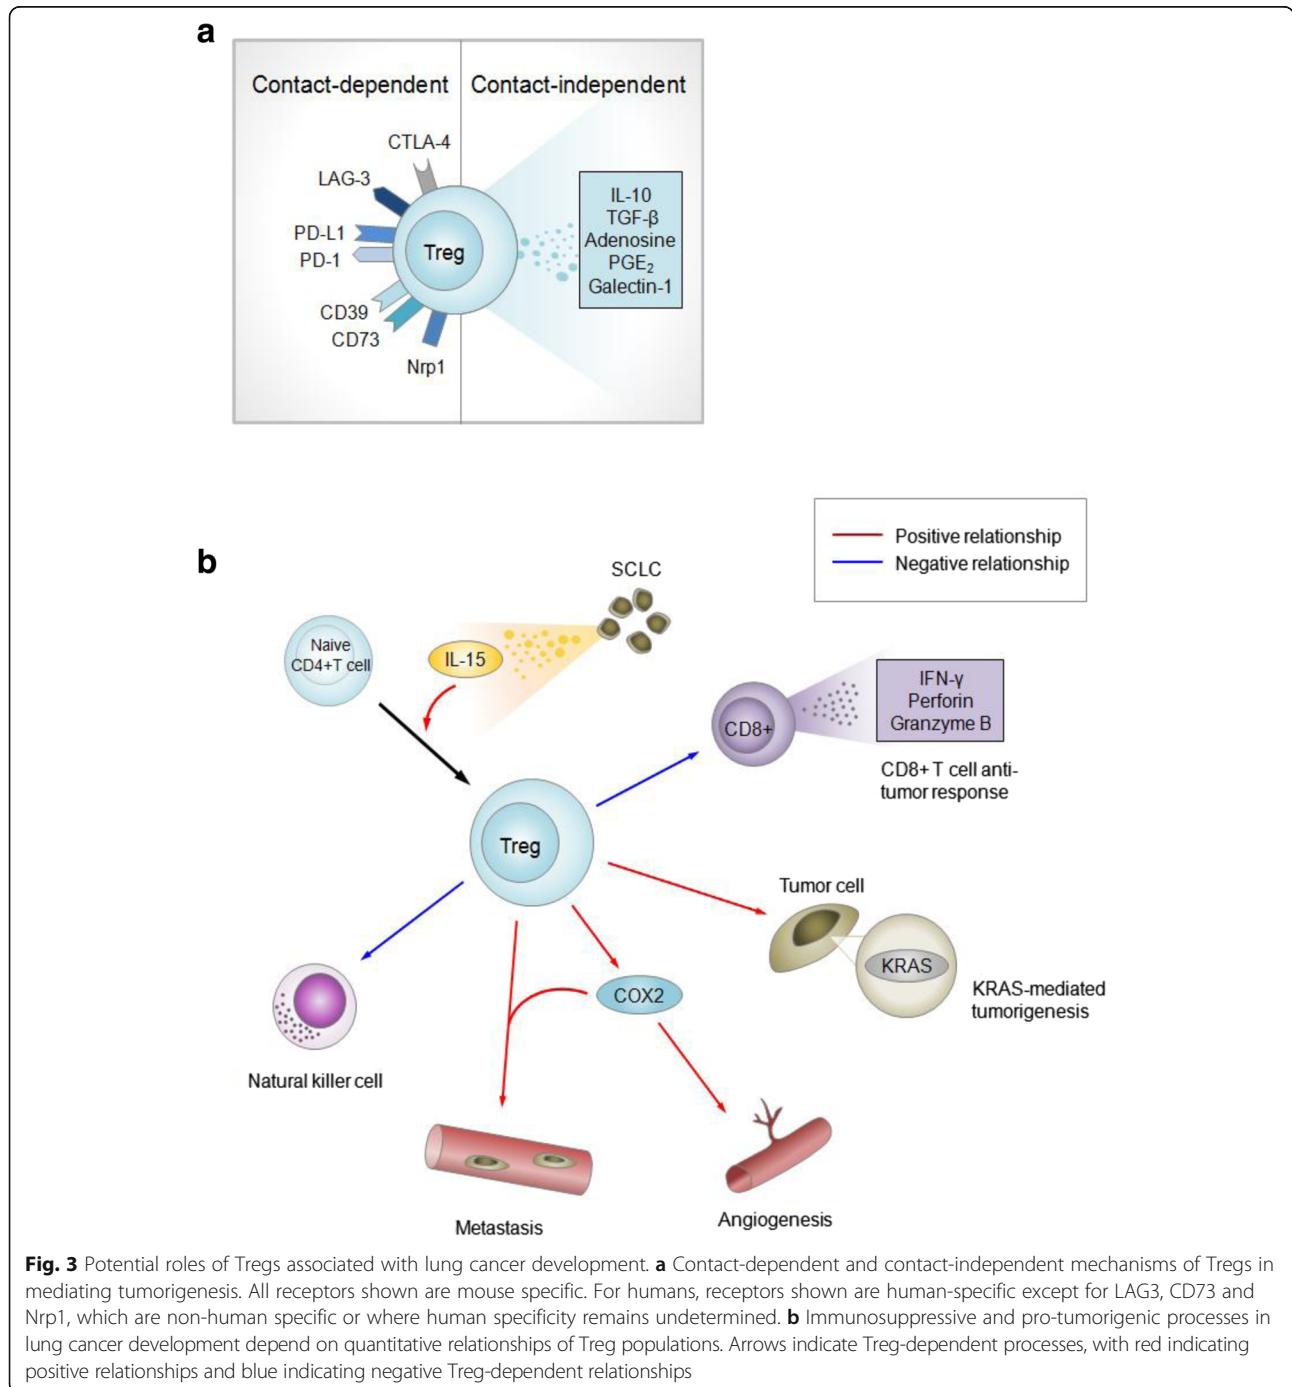 a
Contact-dependent
Contact-independent
CTLA-4
LAG-3
PD-L1
PD-1
CD39
CD73
Nrp1
Treg
IL-10
TGF-β
Adenosine
PGE₂
Galectin-1
b
Positive relationship
Negative relationship
SCLC
Naive
CD4+T cell
IL-15
CD8+
IFN-γ
Perforin
Granzyme B
CD8+ T cell anti-
tumor response
Treg
Tumor cell
KRAS
KRAS-mediated
tumorigenesis
COX2
Natural killer cell
Metastasis
Angiogenesis
Fig. 3 Potential roles of Tregs associated with lung cancer development. a Contact-dependent and contact-independent mechanisms of Tregs in
mediating tumorigenesis. All receptors shown are mouse specific. For humans, receptors shown are human-specific except for LAG3, CD73 and
Nrp1, which are non-human specific or where human specificity remains undetermined. b Immunosuppressive and pro-tumorigenic processes in
lung cancer development depend on quantitative relationships of Treg populations. Arrows indicate Treg-dependent processes, with red indicating
positive relationships and blue indicating negative Treg-dependent relationships